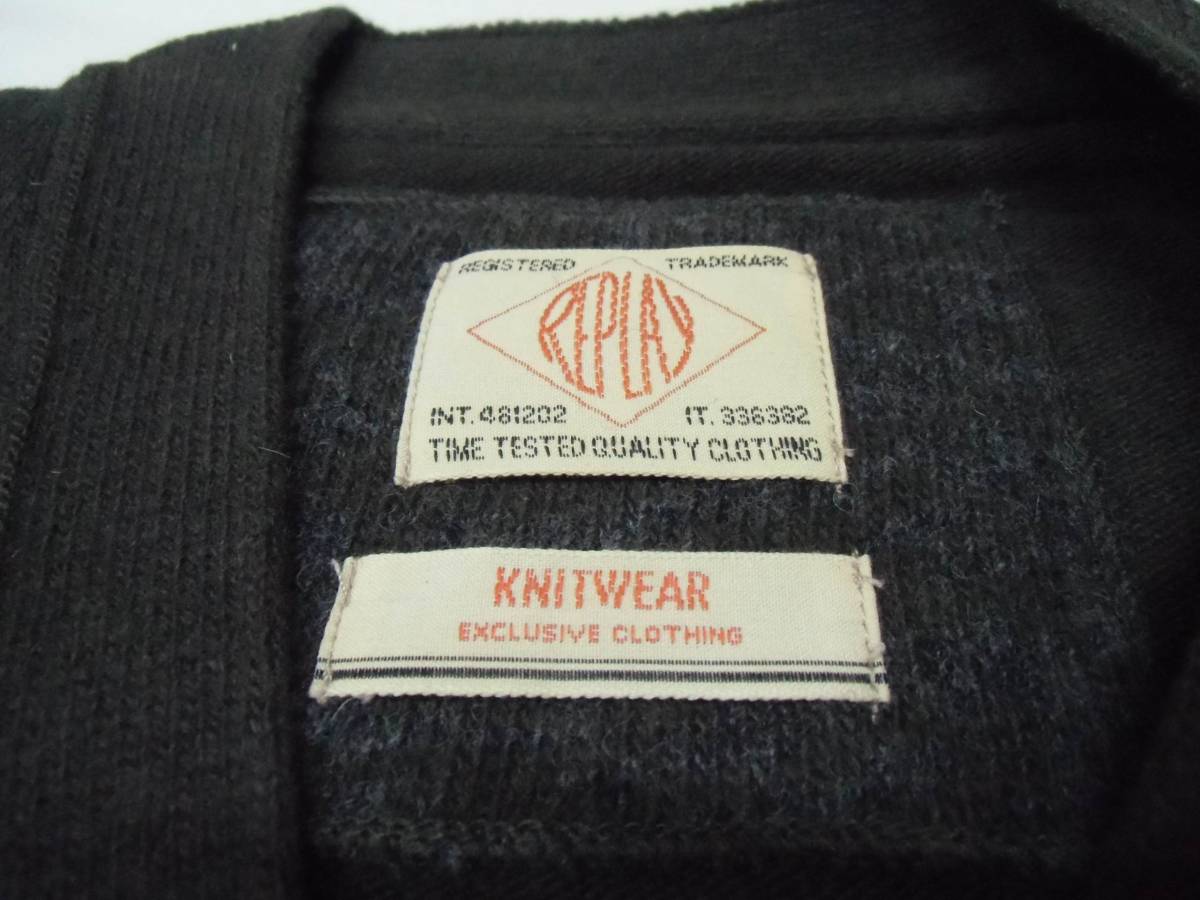 REGISTERED TRADEMARK
REPLAY
INT. 481202 IT. 336382
TIME TESTED QUALITY CLOTHING
KNITWEAR
EXCLUSIVE CLOTHING